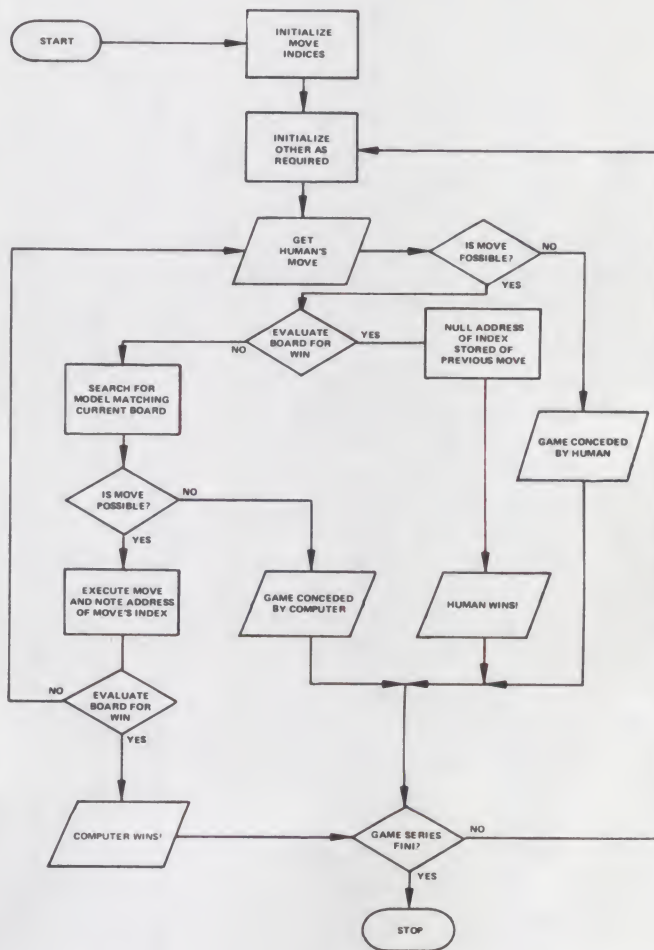 START
INITIALIZE
MOVE
INDICES
INITIALIZE
OTHER AS
REQUIRED
GET
HUMAN'S
MOVE
IS MOVE
POSSIBLE?
NO
YES
EVALUATE
BOARD FOR
WIN
NO
YES
NULL ADDRESS
OF INDEX
STORED OF
PREVIOUS MOVE
SEARCH FOR
MODEL MATCHING
CURRENT BOARD
GAME CONCEDED
BY HUMAN
IS MOVE
POSSIBLE?
NO
YES
EXECUTE MOVE
AND NOTE ADDRESS
OF MOVE'S INDEX
GAME CONCEDED
BY COMPUTER
HUMAN WINS!
NO
EVALUATE
BOARD FOR
WIN
YES
COMPUTER WINS!
GAME SERIES
FINI?
NO
YES
STOP